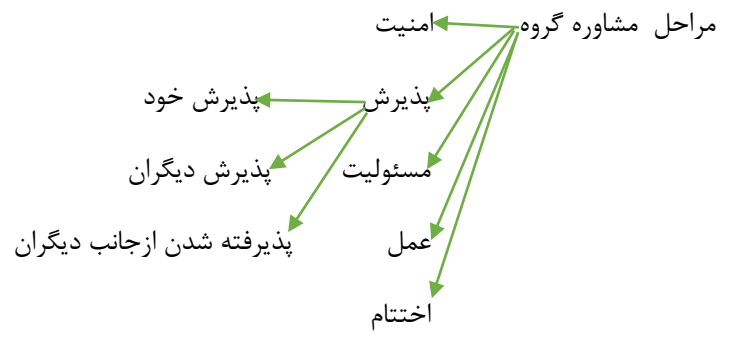 مراحل مشاوره گروه امنیت
پذیرش پذیرش خود
مسئولیت پذیرش دیگران
عمل پذیرفته شدن ازجانب دیگران
اختتام